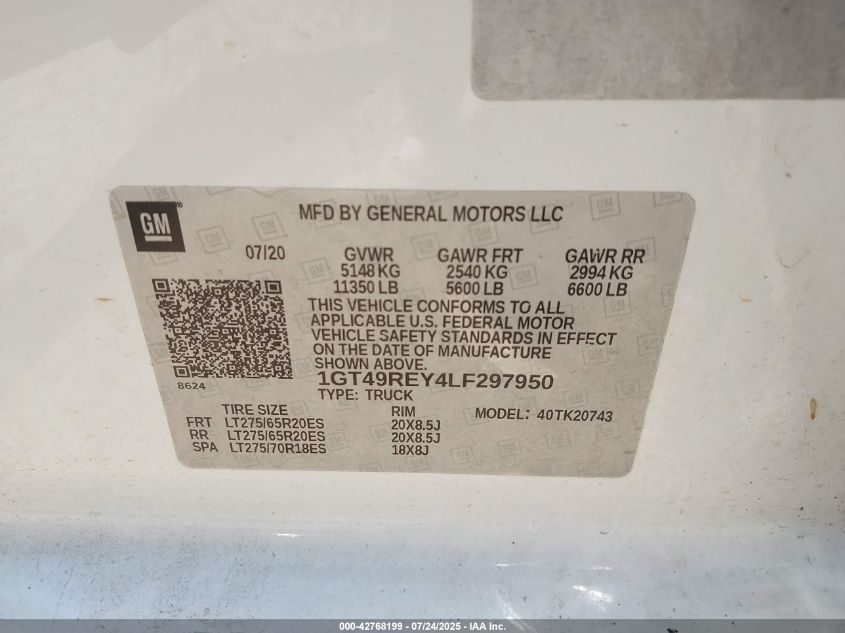 GM
MFD BY GENERAL MOTORS LLC
07/20 GVWR GAWR FRT GAWR RR
5148 KG 2540 KG 2994 KG
11350 LB 5600 LB 6600 LB
THIS VEHICLE CONFORMS TO ALL
APPLICABLE U.S. FEDERAL MOTOR
VEHICLE SAFETY STANDARDS IN EFFECT
ON THE DATE OF MANUFACTURE
SHOWN ABOVE.
8624
1GT49REY4LF297950
TYPE: TRUCK
TIRE SIZE RIM MODEL: 40TK20743
FRT LT275/65R20ES 20X8.5J
RR LT275/65R20ES 20X8.5J
SPA LT275/70R18ES 18X8J
000-42768199 - 07/24/2025 - IAA Inc.